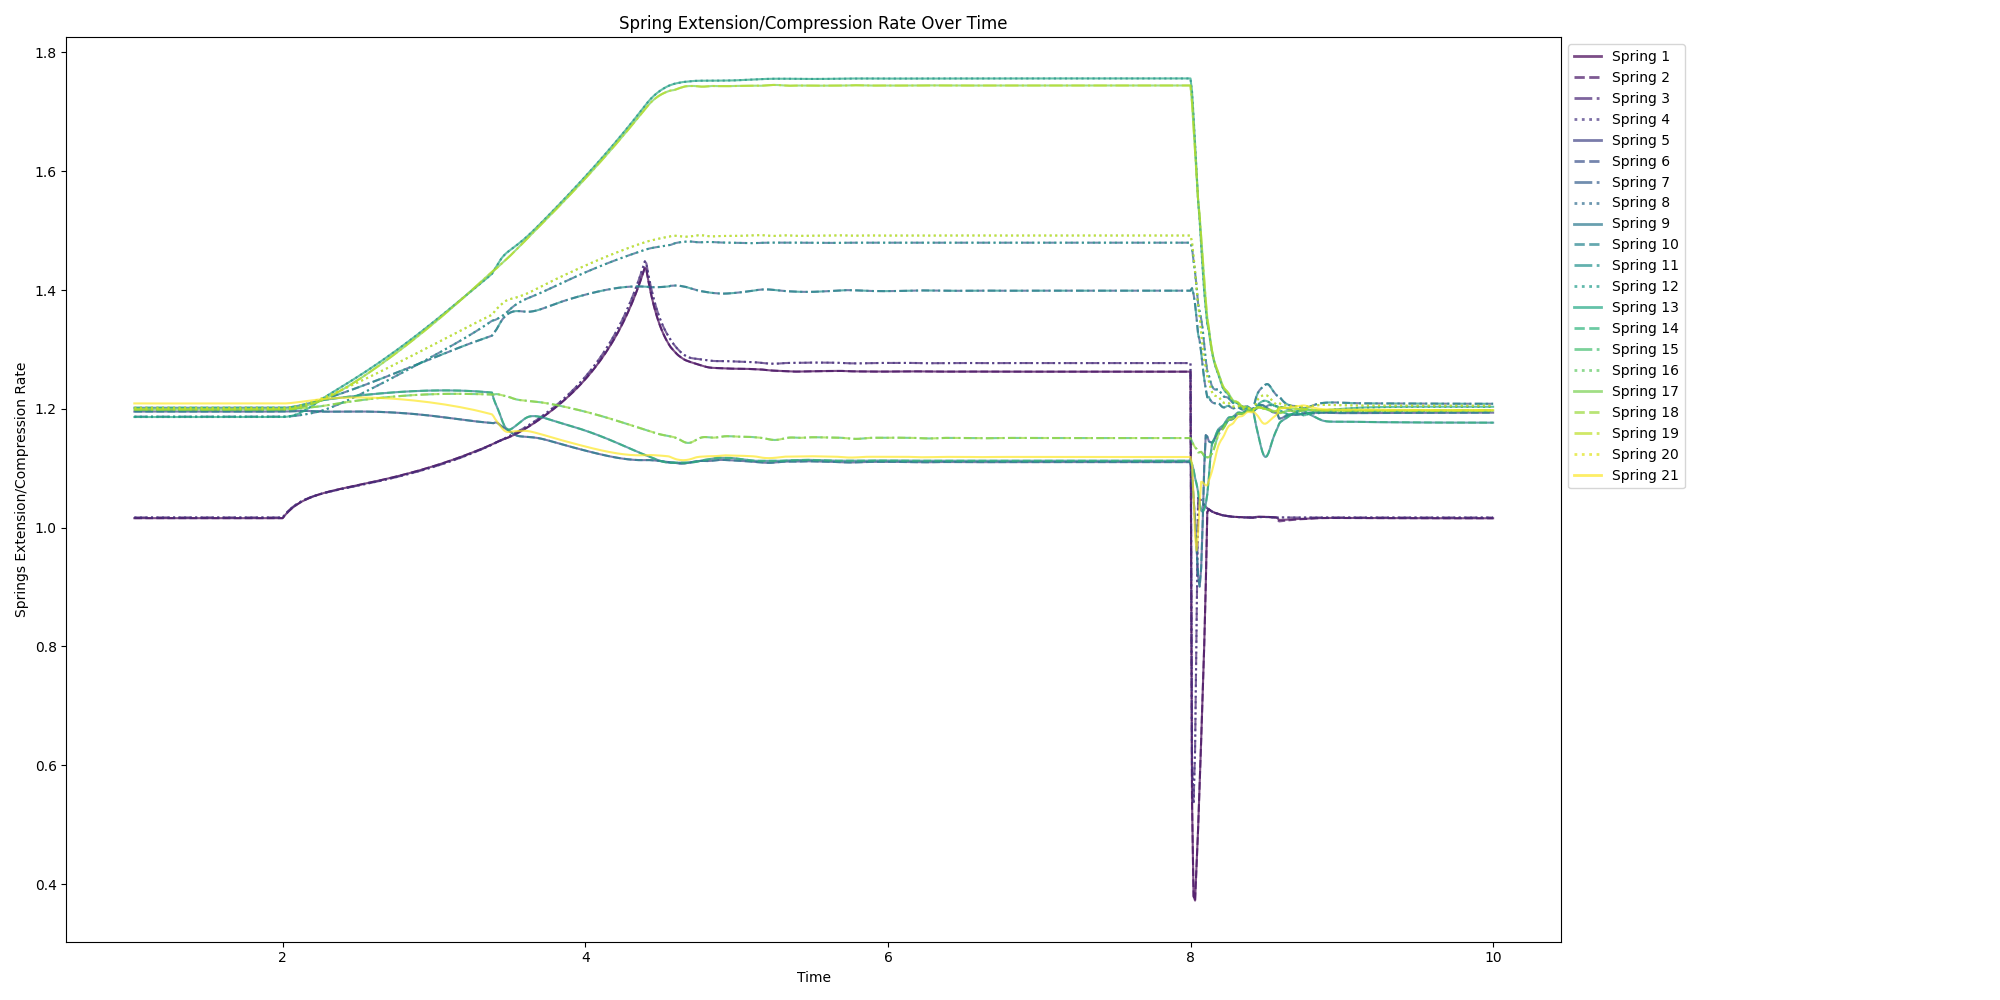 Spring Extension/Compression Rate Over Time
Springs Extension/Compression Rate
1.8
1.6
1.4
1.2
1.0
0.8
0.6
0.4
2
4
6
8
10
Time
Spring 1
Spring 2
Spring 3
Spring 4
Spring 5
Spring 6
Spring 7
Spring 8
Spring 9
Spring 10
Spring 11
Spring 12
Spring 13
Spring 14
Spring 15
Spring 16
Spring 17
Spring 18
Spring 19
Spring 20
Spring 21